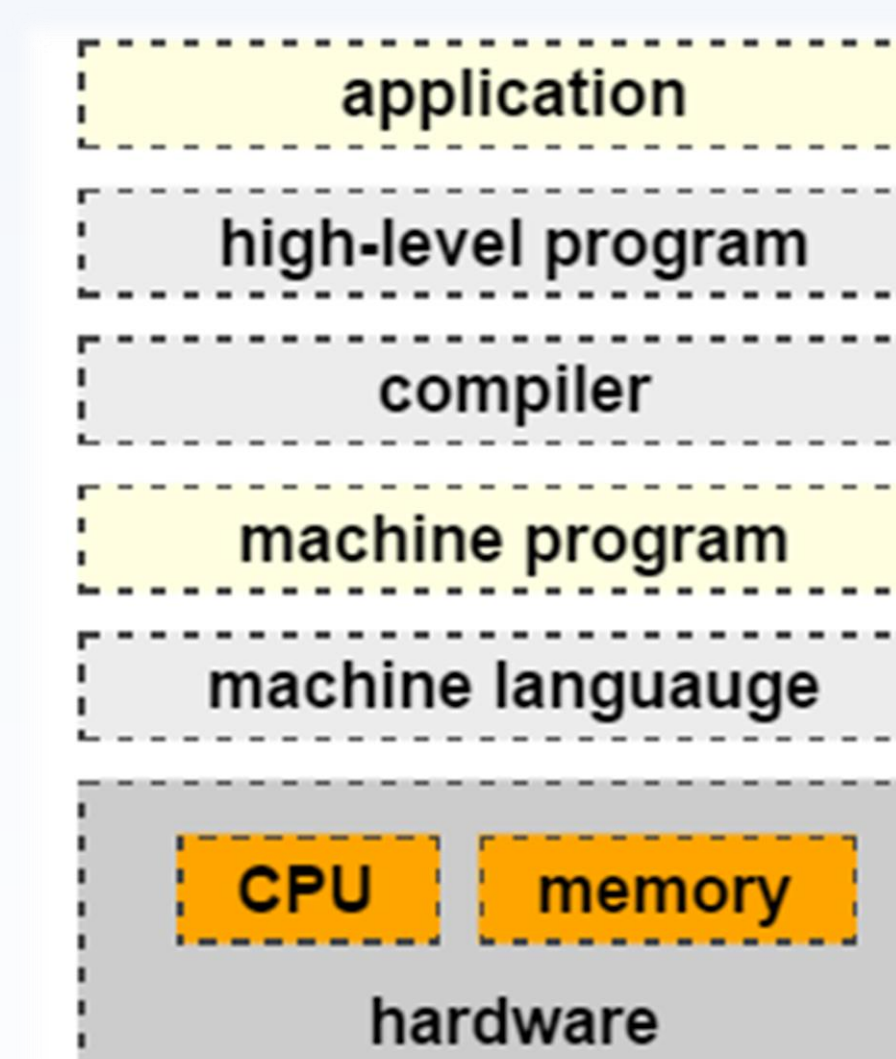 application
high-level program
compiler
machine program
machine languauge
CPU memory
hardware